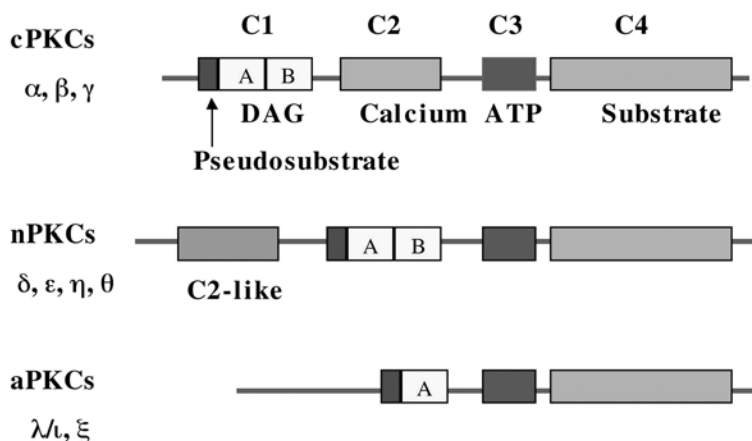 C1 C2 C3 C4
cPKCs
A B
α, β, γ
DAG Calcium ATP Substrate
Pseudosubstrate
nPKCs
A B
δ, ε, η, θ
C2-like
aPKCs
A
λ/ι, ξ